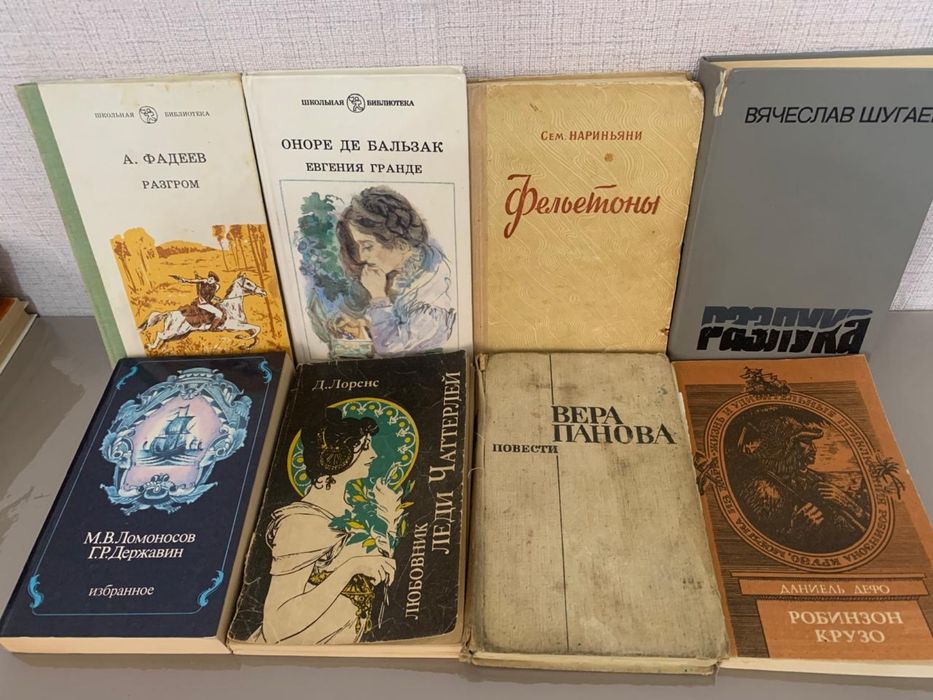 ШКОЛЬНАЯ БИБЛИОТЕКА
А. ФАДЕЕВ
РАЗГРОМ
ШКОЛЬНАЯ БИБЛИОТЕКА
ОНОРЕ ДЕ БАЛЬЗАК
ЕВГЕНИЯ ГРАНДЕ
СЕМ. НАРИНЬЯНИ
Фельетоны
ВЯЧЕСЛАВ ШУГАЕ
РАЗЛУКА
М.В.Ломоносов
Г.Р.Державин
избранное
Д.Лоренс
ЛЮБОВНИК
ЛЕДИ ЧАТТЕРЛЕЙ
ВЕРА
ПАНОВА
ПОВЕСТИ
ДАНИЕЛЬ ДЕФО
РОБИНЗОН
КРУЗО